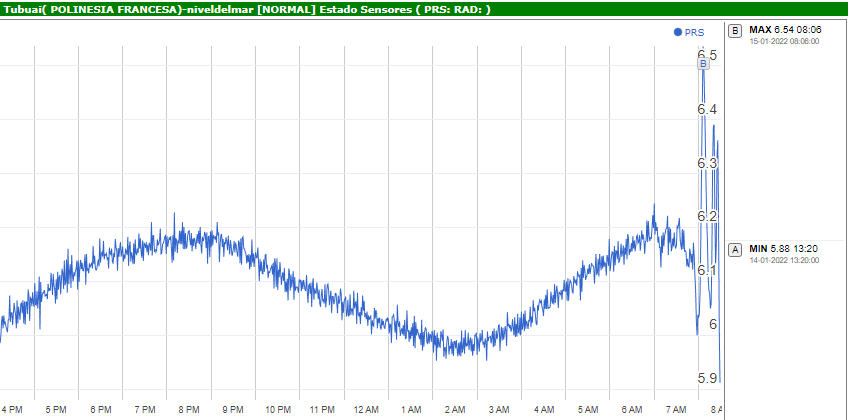 Tubuai( POLINESIA FRANCESA)-niveldelmar [NORMAL] Estado Sensores ( PRS: RAD: )
PRS
B MAX 6.54 08:06
15-01-2022 08:06:00
6.5
B
6.4
6.3
6.2
A MIN 5.88 13:20
14-01-2022 13:20:00
6.1
6
5.9
4 PM 5 PM 6 PM 7 PM 8 PM 9 PM 10 PM 11 PM 12 AM 1 AM 2 AM 3 AM 4 AM 5 AM 6 AM 7 AM 8 A